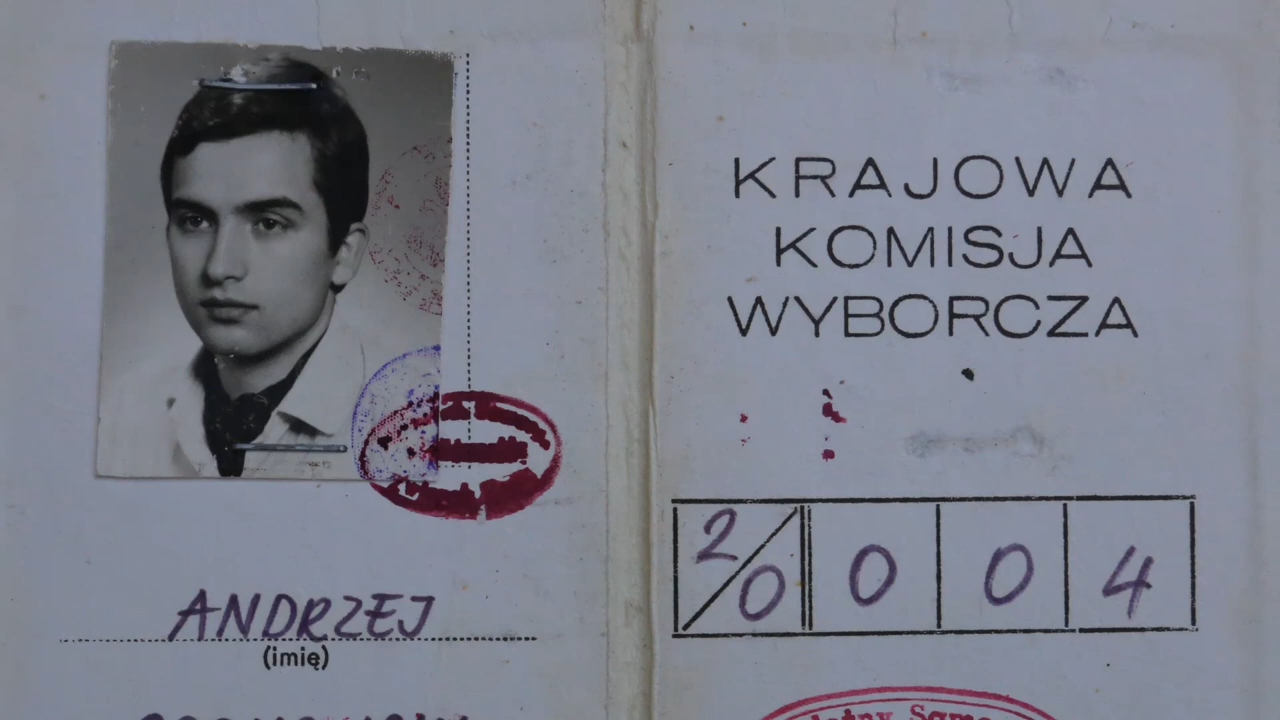 ANDRZEJ
(imię)
KRAJOWA
KOMISJA
WYBORCZA
2/0 0 0 4